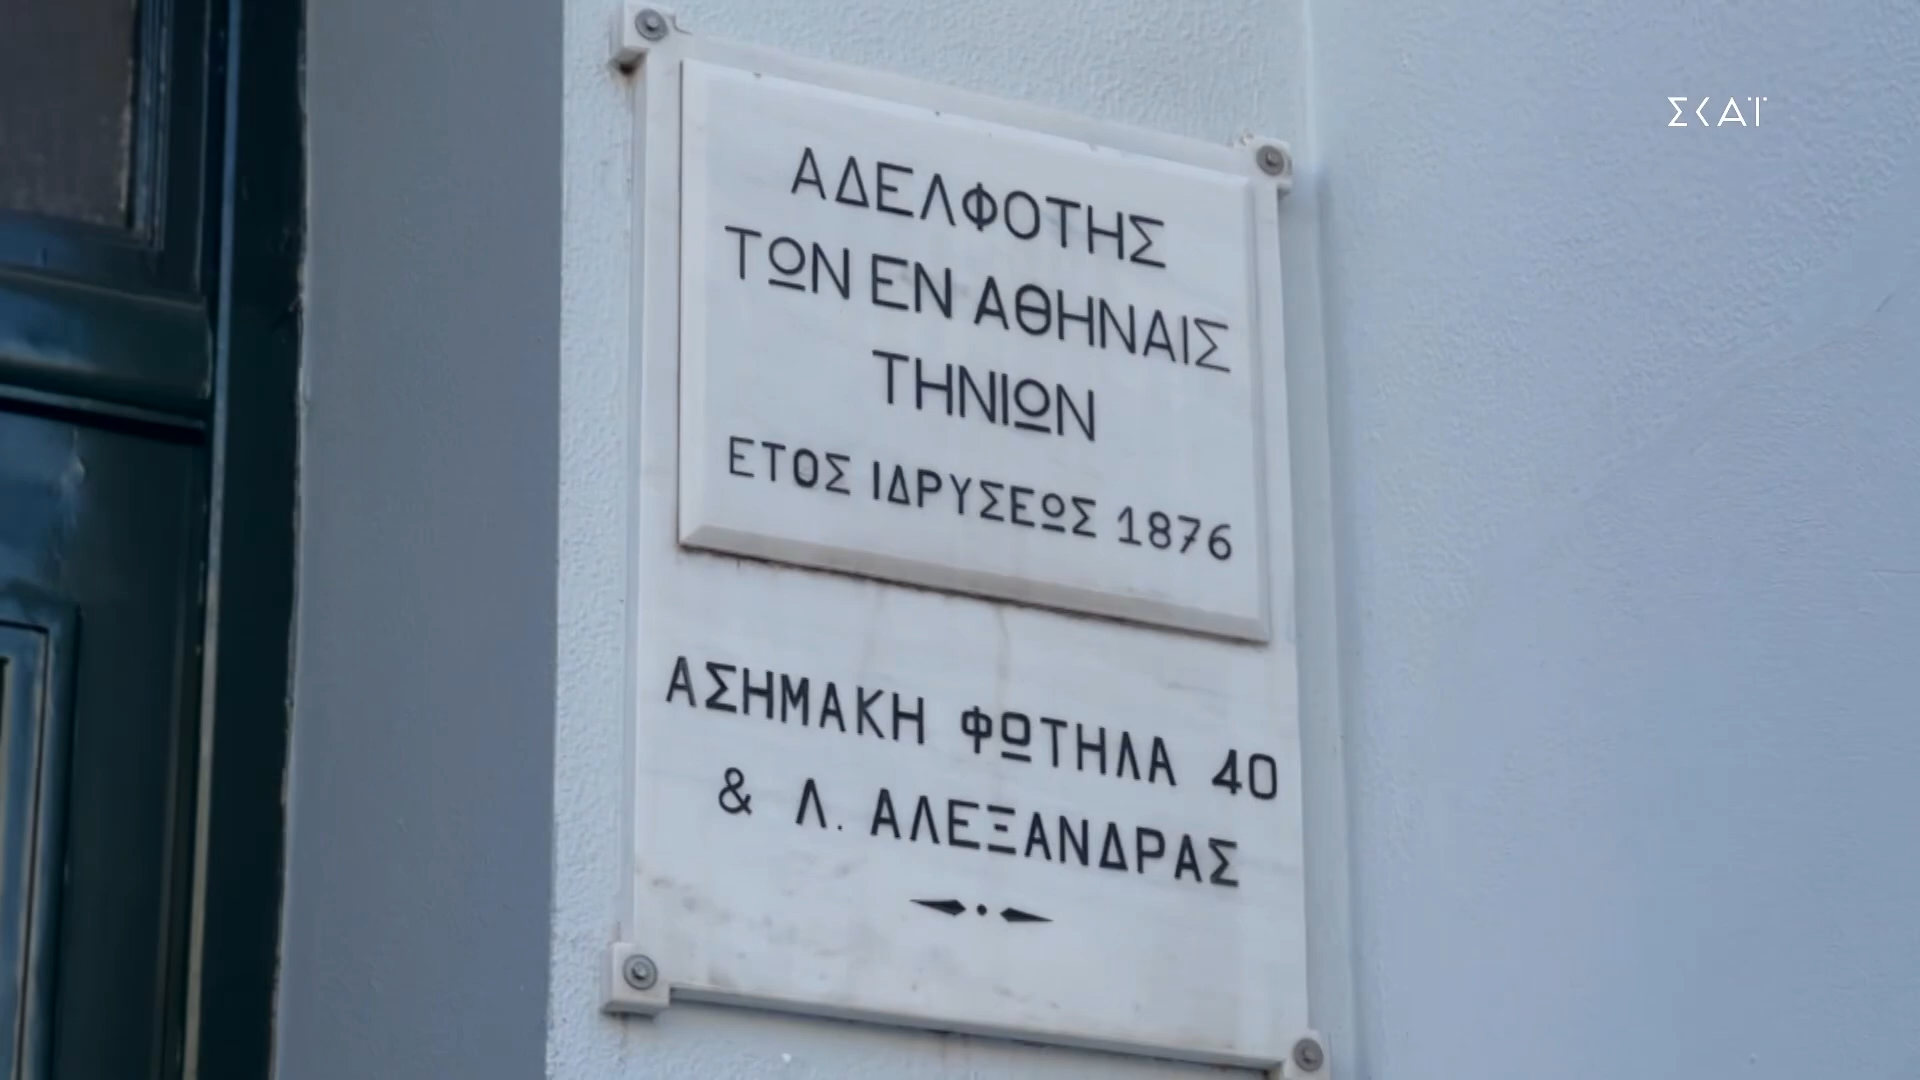 ΣΚΑΪ
ΑΔΕΛΦΟΤΗΣ
ΤΩΝ ΕΝ ΑΘΗΝΑΙΣ
ΤΗΝΙΩΝ
ΕΤΟΣ ΙΔΡΥΣΕΩΣ 1876
ΑΣΗΜΑΚΗ ΦΩΤΗΛΑ 40
& Λ. ΑΛΕΞΑΝΔΡΑΣ